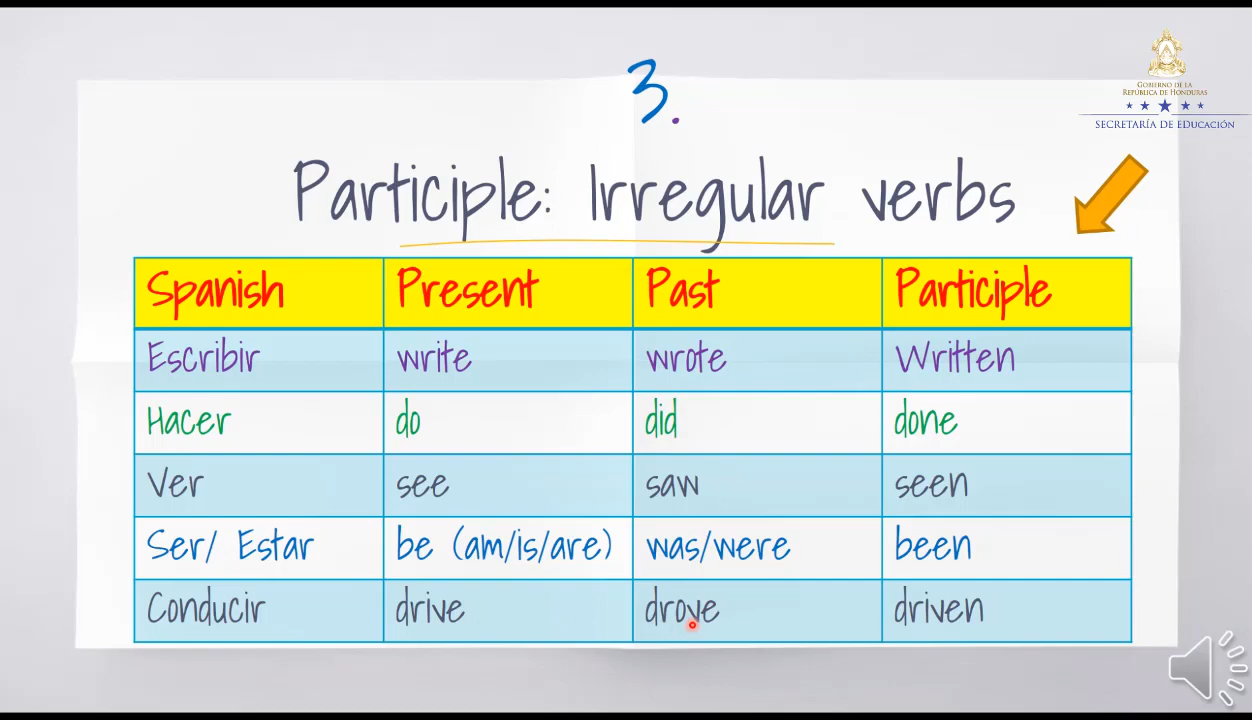 3.
GOBIERNO DE LA
REPÚBLICA DE HONDURAS
SECRETARÍA DE EDUCACIÓN
Participle: Irregular verbs
Spanish Present Past Participle
Escribir write wrote Written
Hacer do did done
Ver see saw seen
Ser/ Estar be (am/is/are) was/were been
Conducir drive drove driven